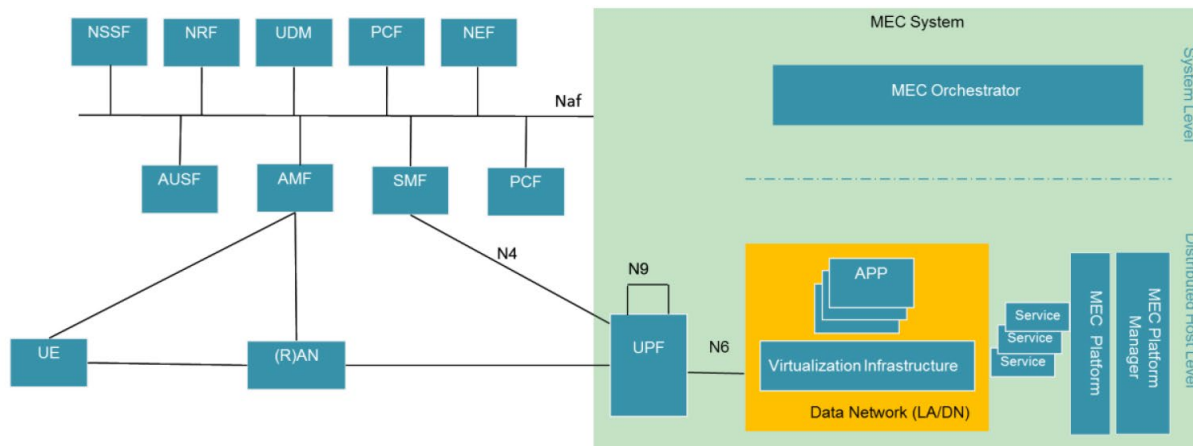 MEC System
NSSF
NRF
UDM
PCF
NEF
System Level
MEC Orchestrator
Naf
AUSF
AMF
SMF
PCF
Distributed Host Level
N4
N9
APP
MEC Platform
MEC Platform
Manager
Service
Service
Service
UE
(R)AN
UPF
N6
Virtualization Infrastructure
Data Network (LA/DN)